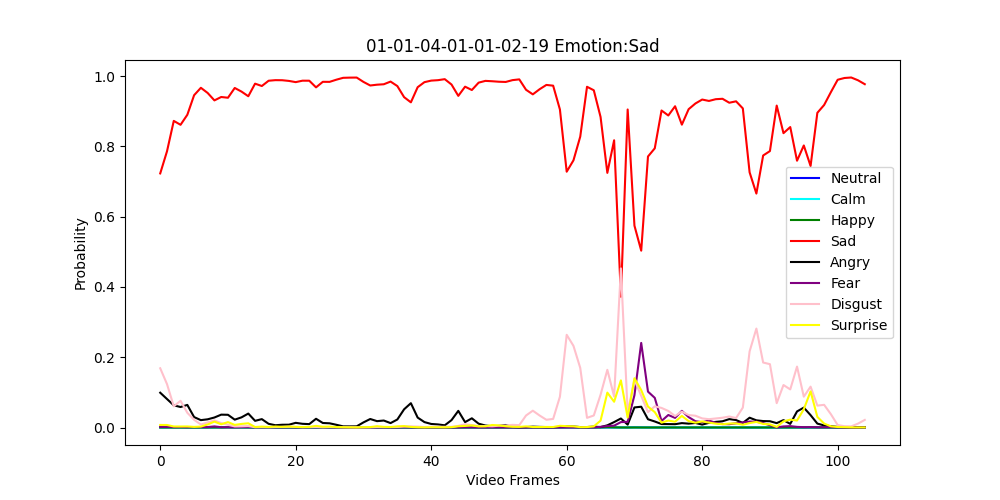 01-01-04-01-01-02-19 Emotion:Sad
1.0
0.8
0.6
0.4
0.2
0.0
Probability
0 20 40 60 80 100
Video Frames
Neutral
Calm
Happy
Sad
Angry
Fear
Disgust
Surprise